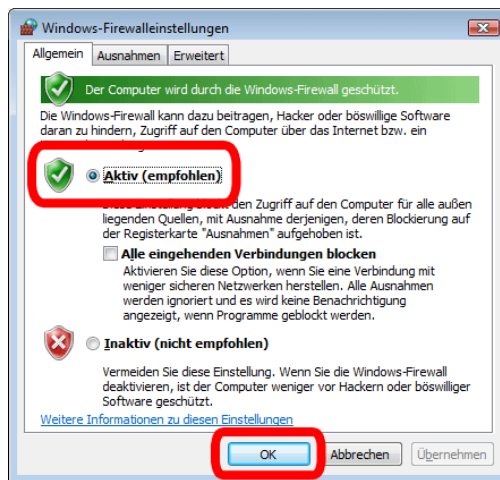 Windows-Firewalleinstellungen
Allgemein Ausnahmen Erweitert
Der Computer wird durch die Windows-Firewall geschützt.
Die Windows-Firewall kann dazu beitragen, Hacker oder böswillige Software
daran zu hindern, Zugriff auf den Computer über das Internet bzw. ein
Aktiv (empfohlen)
den Zugriff auf den Computer für alle außen
liegenden Quellen, mit Ausnahme derjenigen, deren Blockierung auf
der Registerkarte "Ausnahmen" aufgehoben ist.
Alle eingehenden Verbindungen blocken
Aktivieren Sie diese Option, wenn Sie eine Verbindung mit
weniger sicheren Netzwerken herstellen. Alle Ausnahmen
werden ignoriert und es wird keine Benachrichtigung
angezeigt, wenn Programme geblockt werden.
Inaktiv (nicht empfohlen)
Vermeiden Sie diese Einstellung. Wenn Sie die Windows-Firewall
deaktivieren, ist der Computer weniger vor Hackern oder böswilliger
Software geschützt.
Weitere Informationen zu diesen Einstellungen
OK Abbrechen Übernehmen